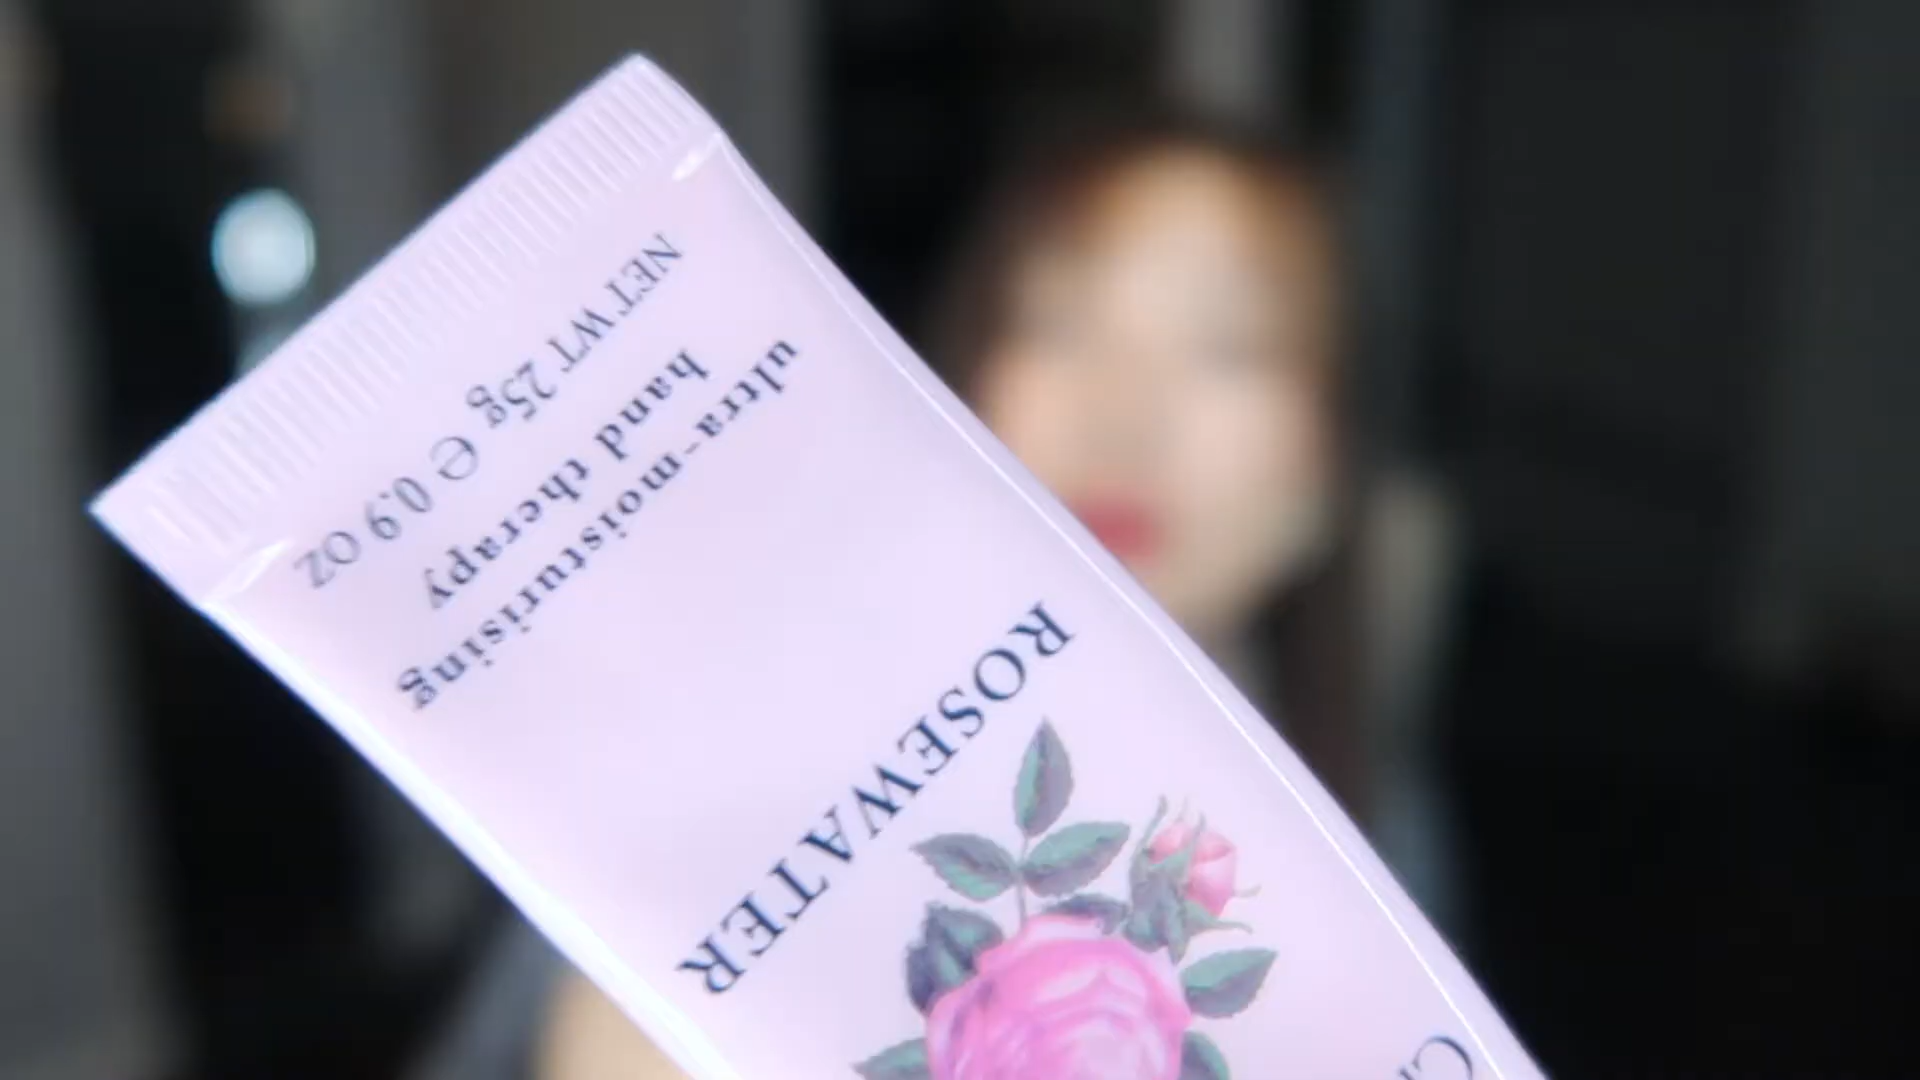 ROSEWATER
ultra-moisturising
hand therapy
NET WT 25g ℮ 0.9 OZ